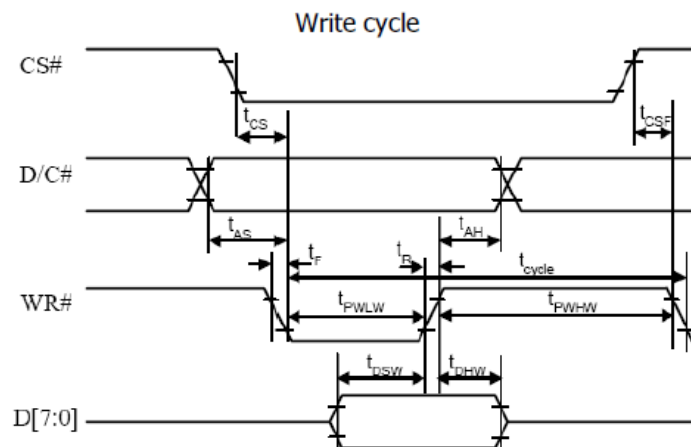 Write cycle
CS#
tCS
tCSF
D/C#
tAS
tAH
tF
tR
tcycle
WR#
tPWLW
tPWHW
tDSW
tDHW
D[7:0]